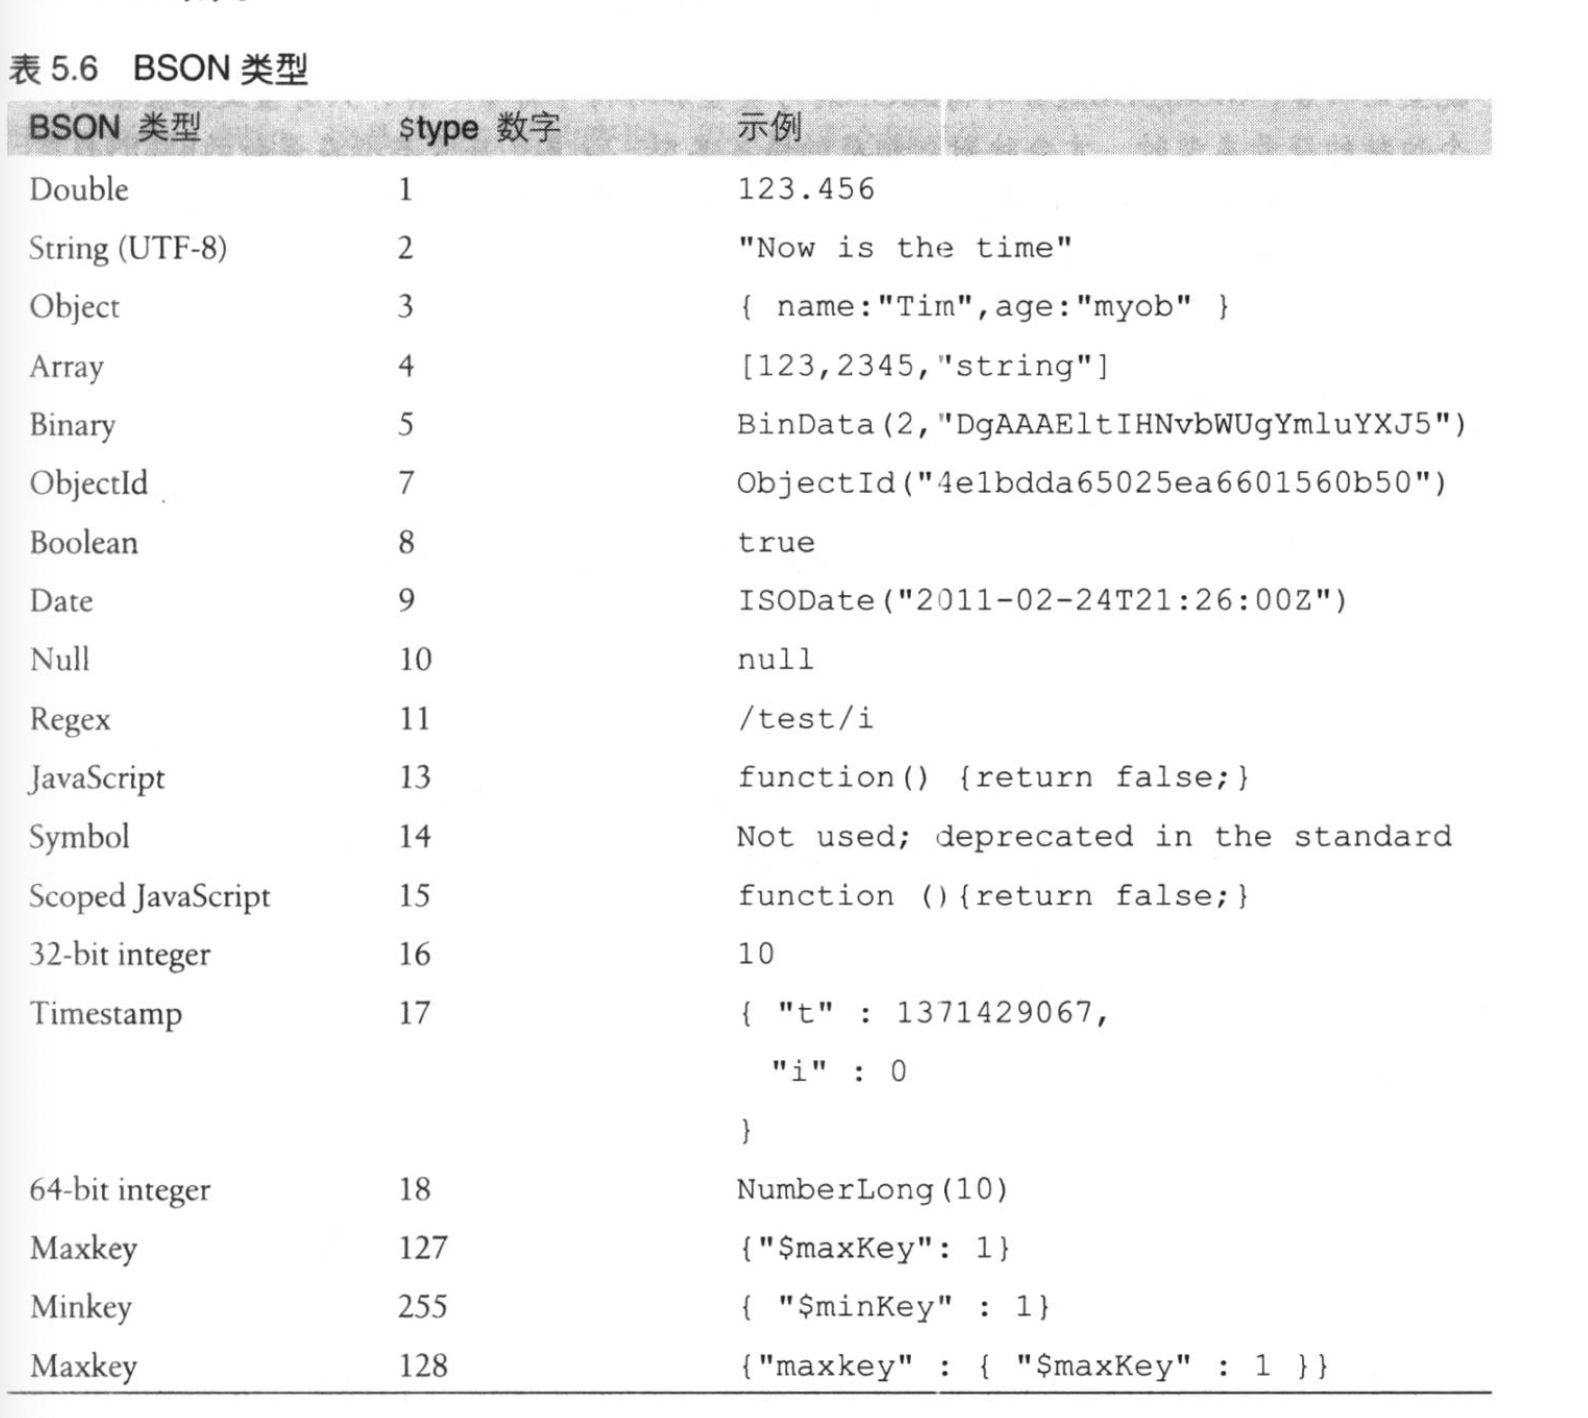 表 5.6 BSON 类型
BSON 类型 $type 数字 示例
Double 1 123.456
String (UTF-8) 2 "Now is the time"
Object 3 { name:"Tim",age:"myob" }
Array 4 [123,2345,"string"]
Binary 5 BinData(2,"DgAAAEltIHNvbWUgYmluYXJ5")
ObjectId 7 ObjectId("4e1bdda65025ea6601560b50")
Boolean 8 true
Date 9 ISODate("2011-02-24T21:26:00Z")
Null 10 null
Regex 11 /test/i
JavaScript 13 function() {return false;}
Symbol 14 Not used; deprecated in the standard
Scoped JavaScript 15 function (){return false;}
32-bit integer 16 10
Timestamp 17 { "t" : 1371429067,
"i" : 0
}
64-bit integer 18 NumberLong(10)
Maxkey 127 {"$maxKey": 1}
Minkey 255 { "$minKey" : 1}
Maxkey 128 {"maxkey" : { "$maxKey" : 1 }}